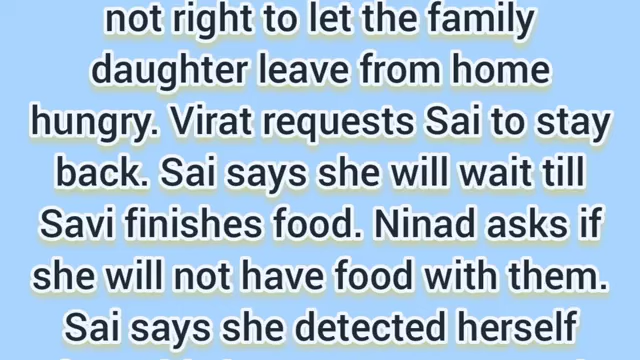 not right to let the family
daughter leave from home
hungry. Virat requests Sai to stay
back. Sai says she will wait till
Savi finishes food. Ninad asks if
she will not have food with them.
Sai says she detected herself